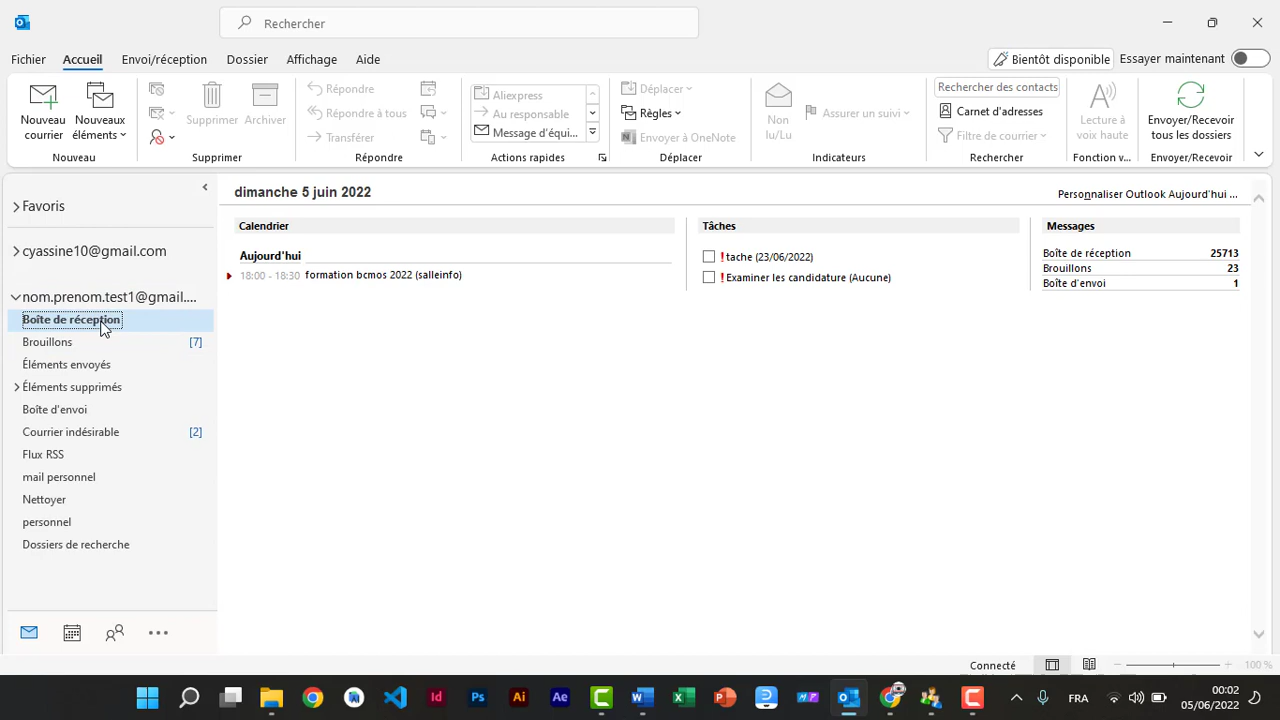 Rechercher
Fichier Accueil Envoi/réception Dossier Affichage Aide Bientôt disponible Essayer maintenant
Nouveau courrier
Nouveaux éléments
Nouveau
Supprimer Archiver
Supprimer
Répondre
Répondre à tous
Transférer
Répondre
Aliexpress
Au responsable
Message d'équi...
Actions rapides
Déplacer
Règles
Envoyer à OneNote
Déplacer
Non lu/Lu
Assurer un suivi
Indicateurs
Rechercher des contacts
Carnet d'adresses
Filtre de courrier
Rechercher
Lecture à voix haute
Fonction v...
Envoyer/Recevoir tous les dossiers
Envoyer/Recevoir
Favoris
cyassine10@gmail.com
nom.prenom.test1@gmail....
Boîte de réception
Brouillons [7]
Éléments envoyés
Éléments supprimés
Boîte d'envoi
Courrier indésirable [2]
Flux RSS
mail personnel
Nettoyer
personnel
Dossiers de recherche
dimanche 5 juin 2022
Personnaliser Outlook Aujourd'hui ...
Calendrier
Aujourd'hui
18:00 - 18:30 formation bcmos 2022 (salleinfo)
Tâches
! tache (23/06/2022)
! Examiner les candidature (Aucune)
Messages
Boîte de réception 25713
Brouillons 23
Boîte d'envoi 1
Connecté
100 %
Id Ps Ai Ae
FRA
00:02
05/06/2022